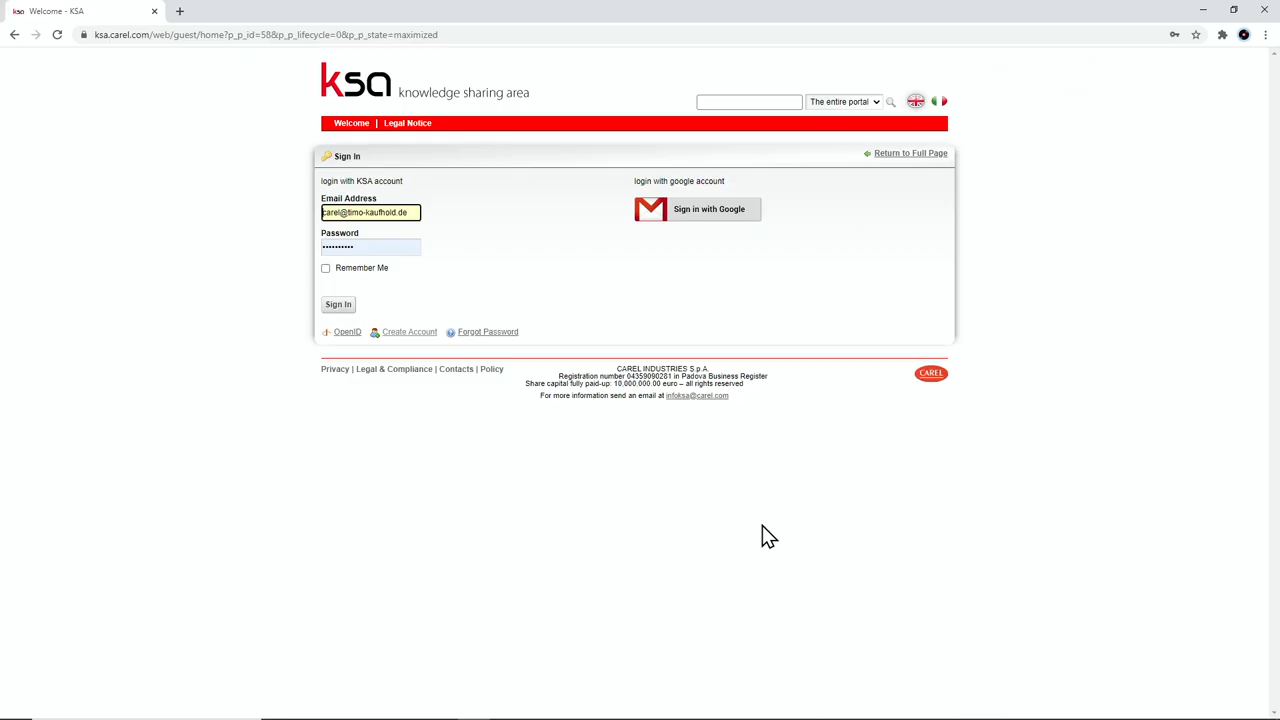 ksa Welcome - KSA
ksa.carel.com/web/guest/home?p_p_id=58&p_p_lifecycle=0&p_p_state=maximized
ksa knowledge sharing area
The entire portal
Welcome | Legal Notice
Sign In
Return to Full Page
login with KSA account
login with google account
Email Address
carel@timo-kaufhold.de
Sign in with Google
Password
••••••••••
Remember Me
Sign In
OpenID Create Account Forgot Password
Privacy | Legal & Compliance | Contacts | Policy
CAREL INDUSTRIES S.p.A.
Registration number 04359090281 in Padova Business Register
Share capital fully paid-up: 10,000,000.00 euro – all rights reserved
For more information send an email at infoksa@carel.com
CAREL